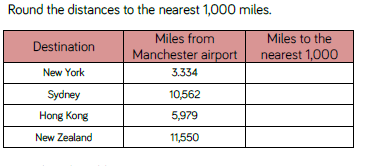 Round the distances to the nearest 1,000 miles.
Destination
Miles from
Manchester airport
Miles to the
nearest 1,000
New York 3.334
Sydney 10,562
Hong Kong 5,979
New Zealand 11,550